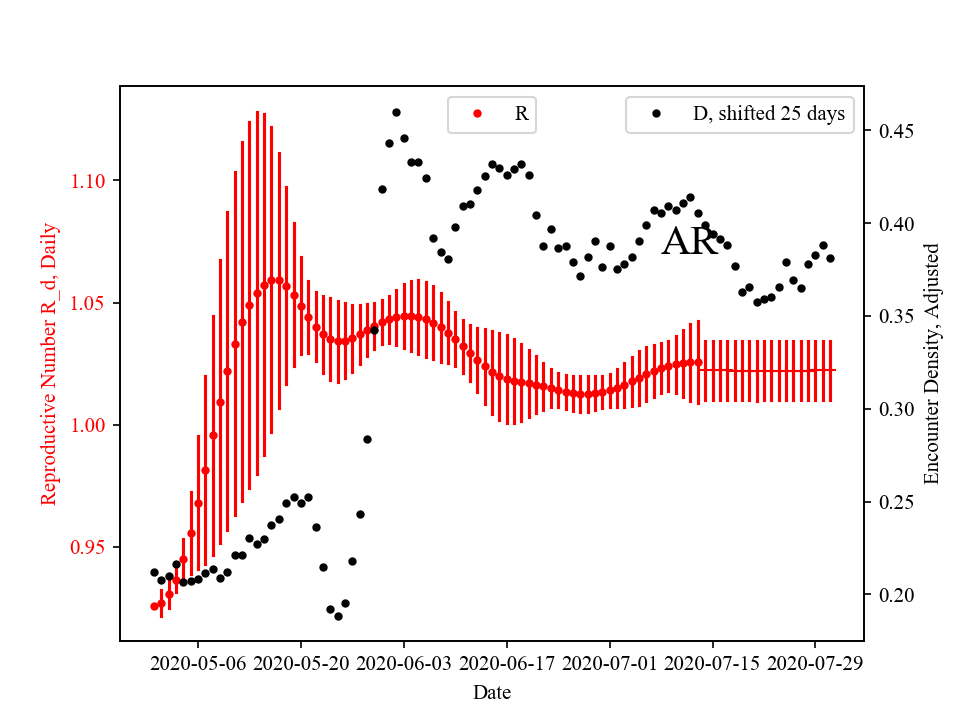 R
D, shifted 25 days
AR
Reproductive Number R_d, Daily
1.10
1.05
1.00
0.95
0.45
0.40
0.35
0.30
0.25
0.20
Encounter Density, Adjusted
2020-05-06 2020-05-20 2020-06-03 2020-06-17 2020-07-01 2020-07-15 2020-07-29
Date